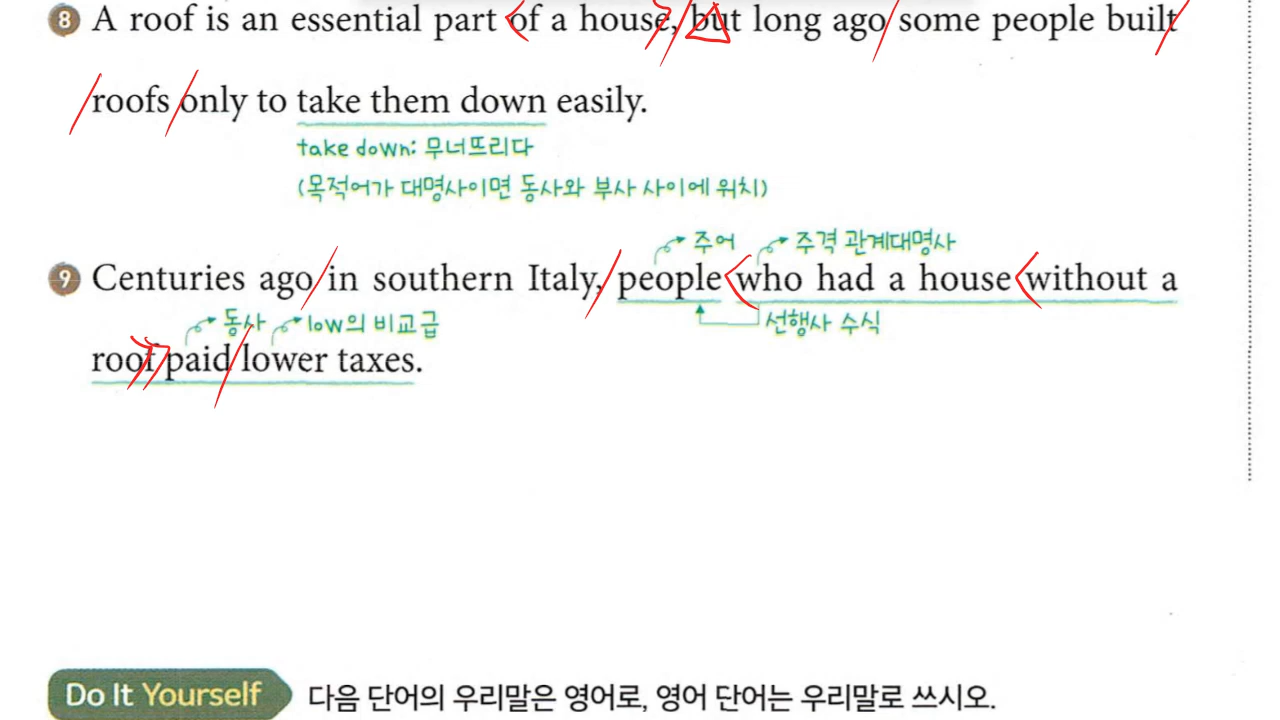 8 A roof is an essential part of a house, but long ago some people built
roofs only to take them down easily.
take down: 무너뜨리다
(목적어가 대명사이면 동사와 부사 사이에 위치)
주어 주격 관계대명사
9 Centuries ago in southern Italy, people who had a house without a
동사 low의 비교급 선행사 수식
roof paid lower taxes.
Do It Yourself 다음 단어의 우리말은 영어로, 영어 단어는 우리말로 쓰시오.